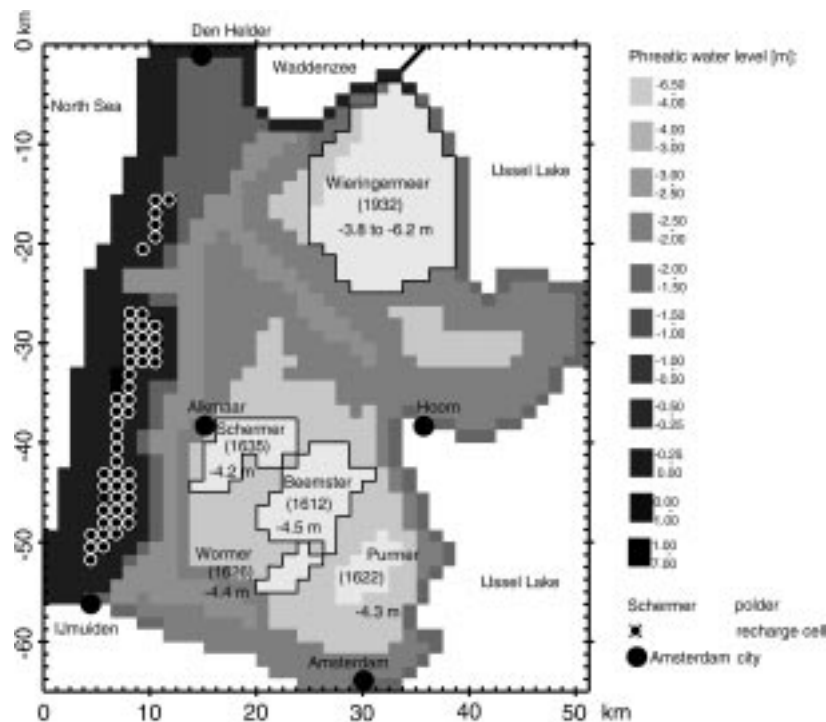 Den Helder
0 km
Waddenzee
North Sea
Phreatic water level [m]:
-6.50
-4.00
-4.00
-3.00
-3.00
-2.50
-2.50
-2.00
-2.00
-1.50
-1.50
-1.00
-1.00
-0.50
-0.50
-0.25
-0.25
0.00
0.00
1.00
1.00
7.00
-10
IJssel Lake
Wieringermeer
(1932)
-3.8 to -6.2 m
-20
-30
Alkmaar
Hoorn
Schermer
(1635)
-4.2 m
-40
Beemster
(1612)
-4.5 m
-50
Wormer
(1626)
-4.4 m
Purmer
(1622)
-4.3 m
IJssel Lake
IJmuiden
-60
Amsterdam
Schermer polder
recharge cell
Amsterdam city
0 10 20 30 40 50 km